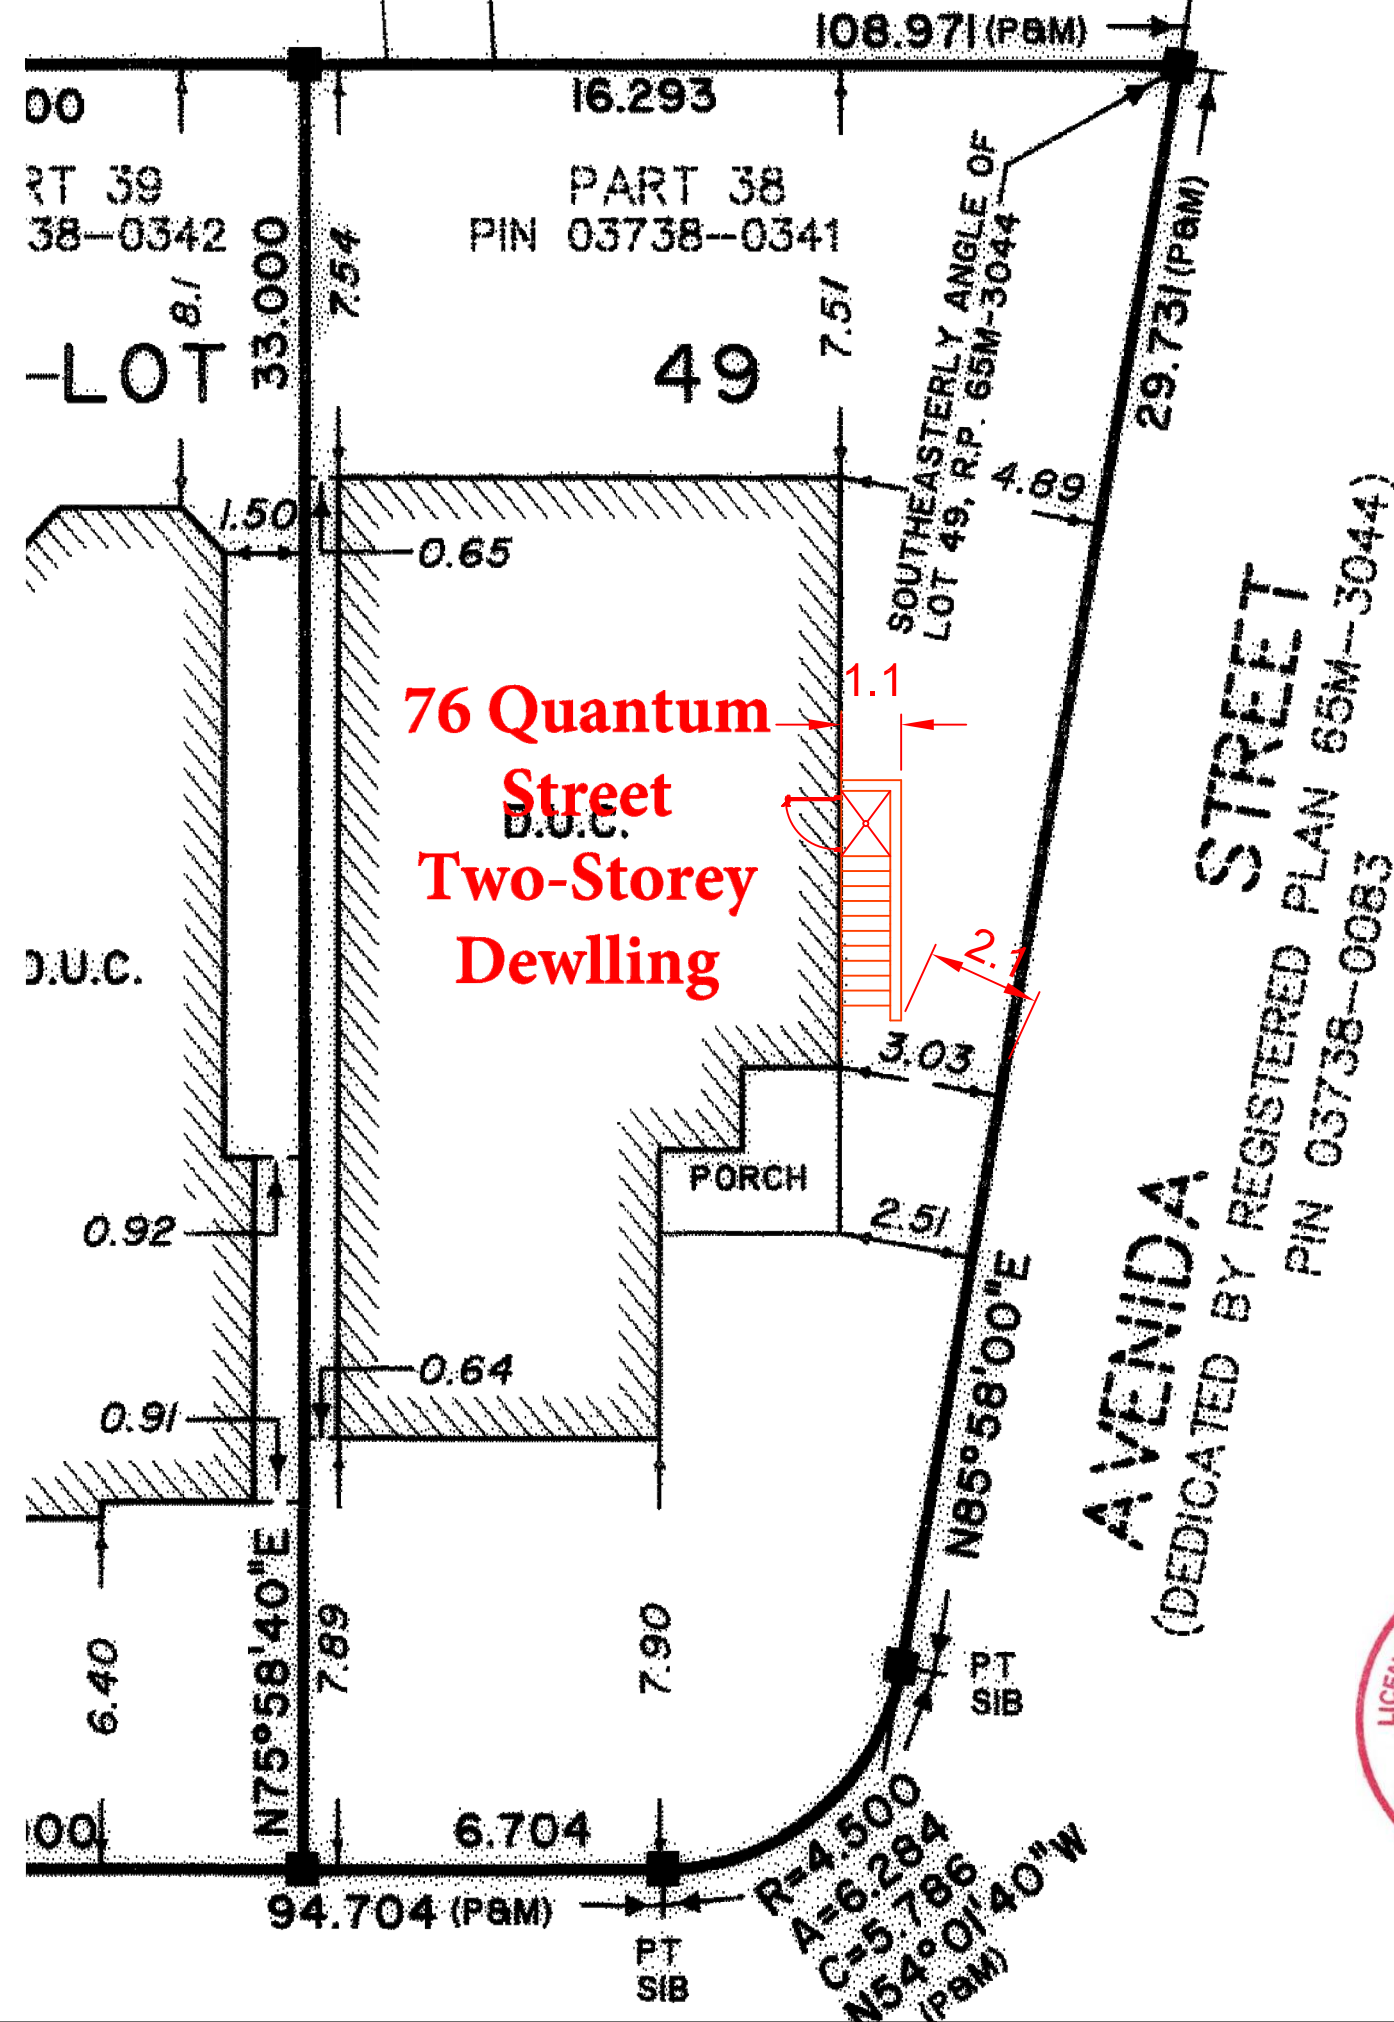 108.971 (P&M)
16.293
00
RT 39
38-0342
PART 38
PIN 03738--0341
8.1
33.000
7.54
7.51
SOUTHEASTERLY ANGLE OF
LOT 49, R.P. 65M-3044
29.731 (P&M)
-LOT
49
1.50
0.65
4.89
76 Quantum
Street
D.U.C.
Two-Storey
Dewlling
1.1
2.1
3.03
D.U.C.
PORCH
2.51
0.92
0.64
0.91
AVENIDA STREET
(DEDICATED BY REGISTERED PLAN 65M--3044)
PIN 03738--0083
N85°58'00"E
N75°58'40"E
6.40
7.89
7.90
PT
SIB
00
6.704
94.704 (P&M)
PT
SIB
R=4.500
A=6.284
C=5.786
N54°01'40"W
(P&M)